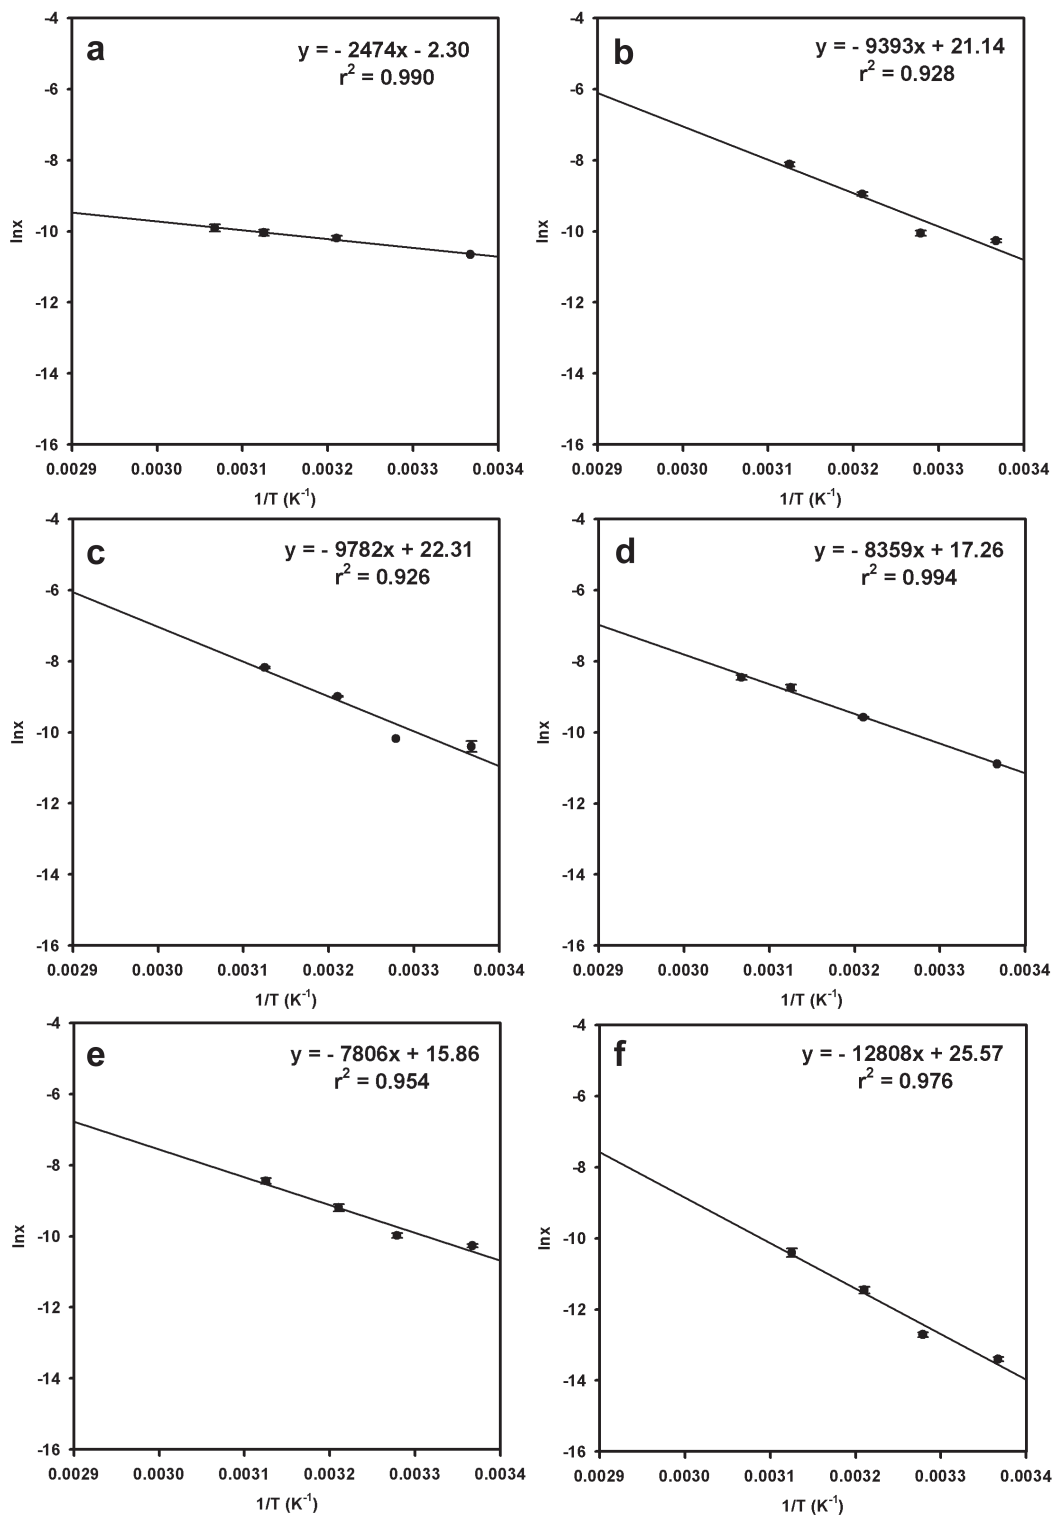 a
y = - 2474x - 2.30
r² = 0.990
-4
-6
-8
-10
-12
-14
-16
lnx
0.0029 0.0030 0.0031 0.0032 0.0033 0.0034
1/T (K⁻¹)
b
y = - 9393x + 21.14
r² = 0.928
-4
-6
-8
-10
-12
-14
-16
lnx
0.0029 0.0030 0.0031 0.0032 0.0033 0.0034
1/T (K⁻¹)
c
y = - 9782x + 22.31
r² = 0.926
-4
-6
-8
-10
-12
-14
-16
lnx
0.0029 0.0030 0.0031 0.0032 0.0033 0.0034
1/T (K⁻¹)
d
y = - 8359x + 17.26
r² = 0.994
-4
-6
-8
-10
-12
-14
-16
lnx
0.0029 0.0030 0.0031 0.0032 0.0033 0.0034
1/T (K⁻¹)
e
y = - 7806x + 15.86
r² = 0.954
-4
-6
-8
-10
-12
-14
-16
lnx
0.0029 0.0030 0.0031 0.0032 0.0033 0.0034
1/T (K⁻¹)
f
y = - 12808x + 25.57
r² = 0.976
-4
-6
-8
-10
-12
-14
-16
lnx
0.0029 0.0030 0.0031 0.0032 0.0033 0.0034
1/T (K⁻¹)